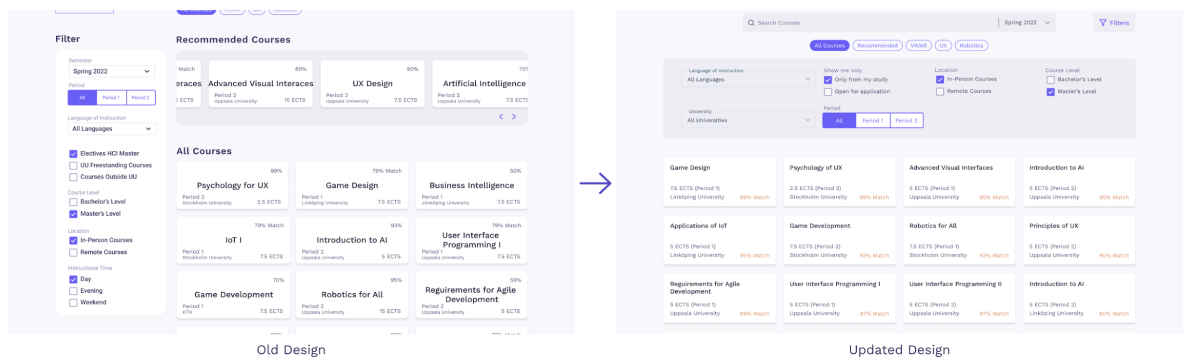 Filter
Semester
Spring 2022
Period
All
Period 1
Period 2
Language of Instruction
All Languages
Electives HCI Master
UU Freestanding Courses
Courses Outside UU
Course Level
Bachelor's Level
Master's Level
Location
In-Person Courses
Remote Courses
Instructional Time
Day
Evening
Weekend
Recommended Courses
Match
eraces
ECTS
89%
Advanced Visual Interaces
Period 3
Uppsala University 15 ECTS
90%
UX Design
Period 2
Uppsala University 7.5 ECTS
70%
Artificial Intelligence
Period 2
Uppsala University 7.5 ECTS
All Courses
99%
Psychology for UX
Period 2
Stockholm University 2.5 ECTS
78% Match
Game Design
Period 1
Linköping University 7.5 ECTS
50%
Business Intelligence
Period 1
Jönköping University 7.5 ECTS
79% Match
IoT I
Period 1
Stockholm University 7.5 ECTS
93%
Introduction to AI
Period 2
Uppsala University 5 ECTS
79% Match
User Interface
Programming I
Period 1
Uppsala University 7.5 ECTS
70%
Game Development
Period 1
KTH 7.5 ECTS
95%
Robotics for All
Period 2
Uppsala University 15 ECTS
59%
Reguirements for Agile
Development
Period 2
Uppsala University 5 ECTS
Old Design
Search Courses
Spring 2022
Filters
All Courses
Recommended
VR/AR
UX
Robotics
Language of Instruction
All Languages
University
All Universities
Show me only
Only from my study
Open for application
Period
All
Period 1
Period 2
Location
In-Person Courses
Remote Courses
Course Level
Bachelor's Level
Master's Level
Game Design
7.5 ECTS (Period 1)
Linköping University 99% Match
Psychology of UX
2.5 ECTS (Period 2)
Stockholm University 99% Match
Advanced Visual Interfaces
5 ECTS (Period 1)
Uppsala University 95% Match
Introduction to AI
5 ECTS (Period 2)
Uppsala University 95% Match
Applications of IoT
5 ECTS (Period 1)
Linköping University 95% Match
Game Development
7.5 ECTS (Period 2)
Stockholm University 93% Match
Robotics for All
7.5 ECTS (Period 1)
Stockholm University 93% Match
Principles of UX
5 ECTS (Period 2)
Uppsala University 90% Match
Reguirements for Agile
Development
5 ECTS (Period 1)
Uppsala University 89% Match
User Interface Programming I
5 ECTS (Period 2)
Uppsala University 87% Match
User Interface Programming II
5 ECTS (Period 2)
Uppsala University 87% Match
Introduction to AI
5 ECTS (Period 2)
Linköping University 80% Match
Updated Design